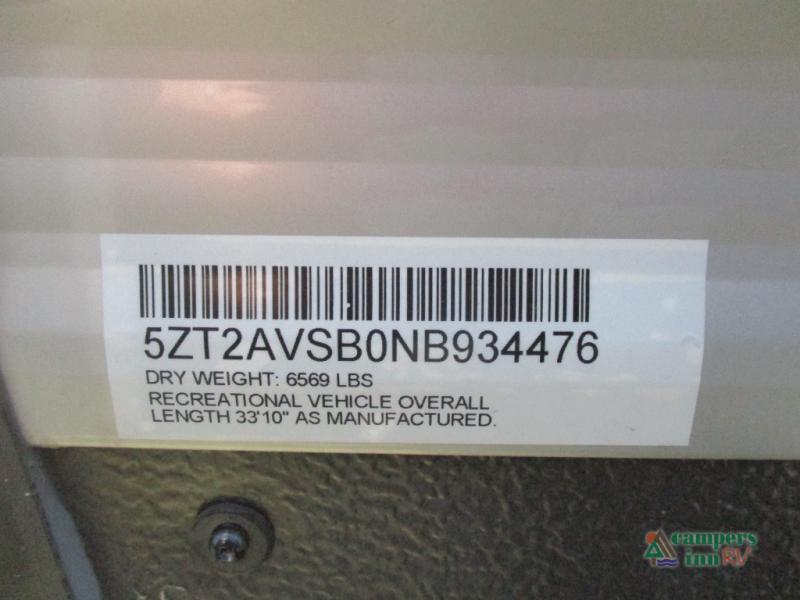 5ZT2AVSB0NB934476
DRY WEIGHT: 6569 LBS
RECREATIONAL VEHICLE OVERALL
LENGTH 33'10" AS MANUFACTURED.
campers
inn RV